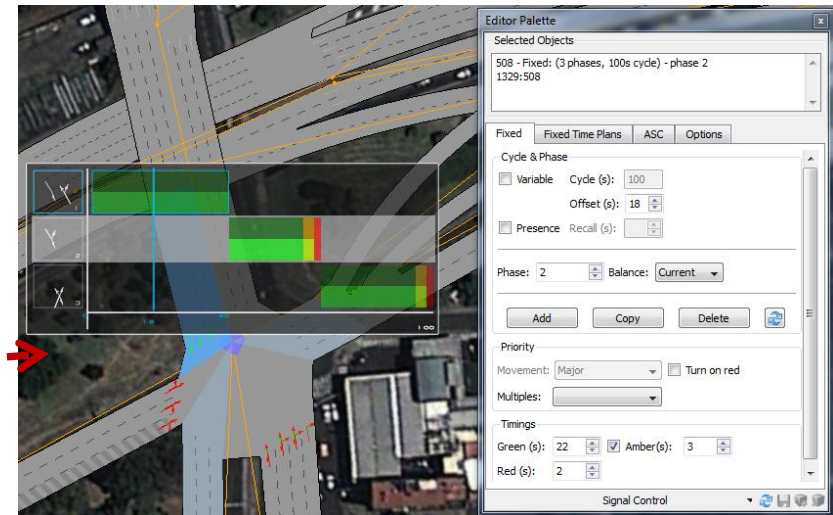 Editor Palette
Selected Objects
508 - Fixed: (3 phases, 100s cycle) - phase 2
1329:508
Fixed Fixed Time Plans ASC Options
Cycle & Phase
Variable Cycle (s): 100
Offset (s): 18
Presence Recall (s):
Phase: 2 Balance: Current
Add Copy Delete
Priority
Movement: Major Turn on red
Multiples:
Timings
Green (s): 22 Amber(s): 3
Red (s): 2
Signal Control
100